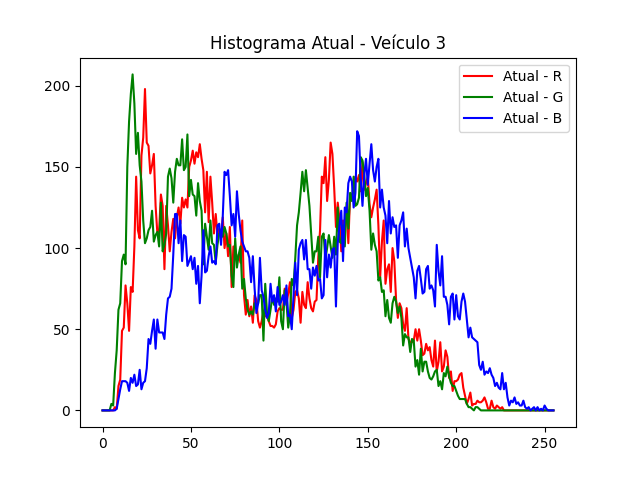 Histograma Atual - Veículo 3
Atual - R
Atual - G
Atual - B
200
150
100
50
0
0 50 100 150 200 250